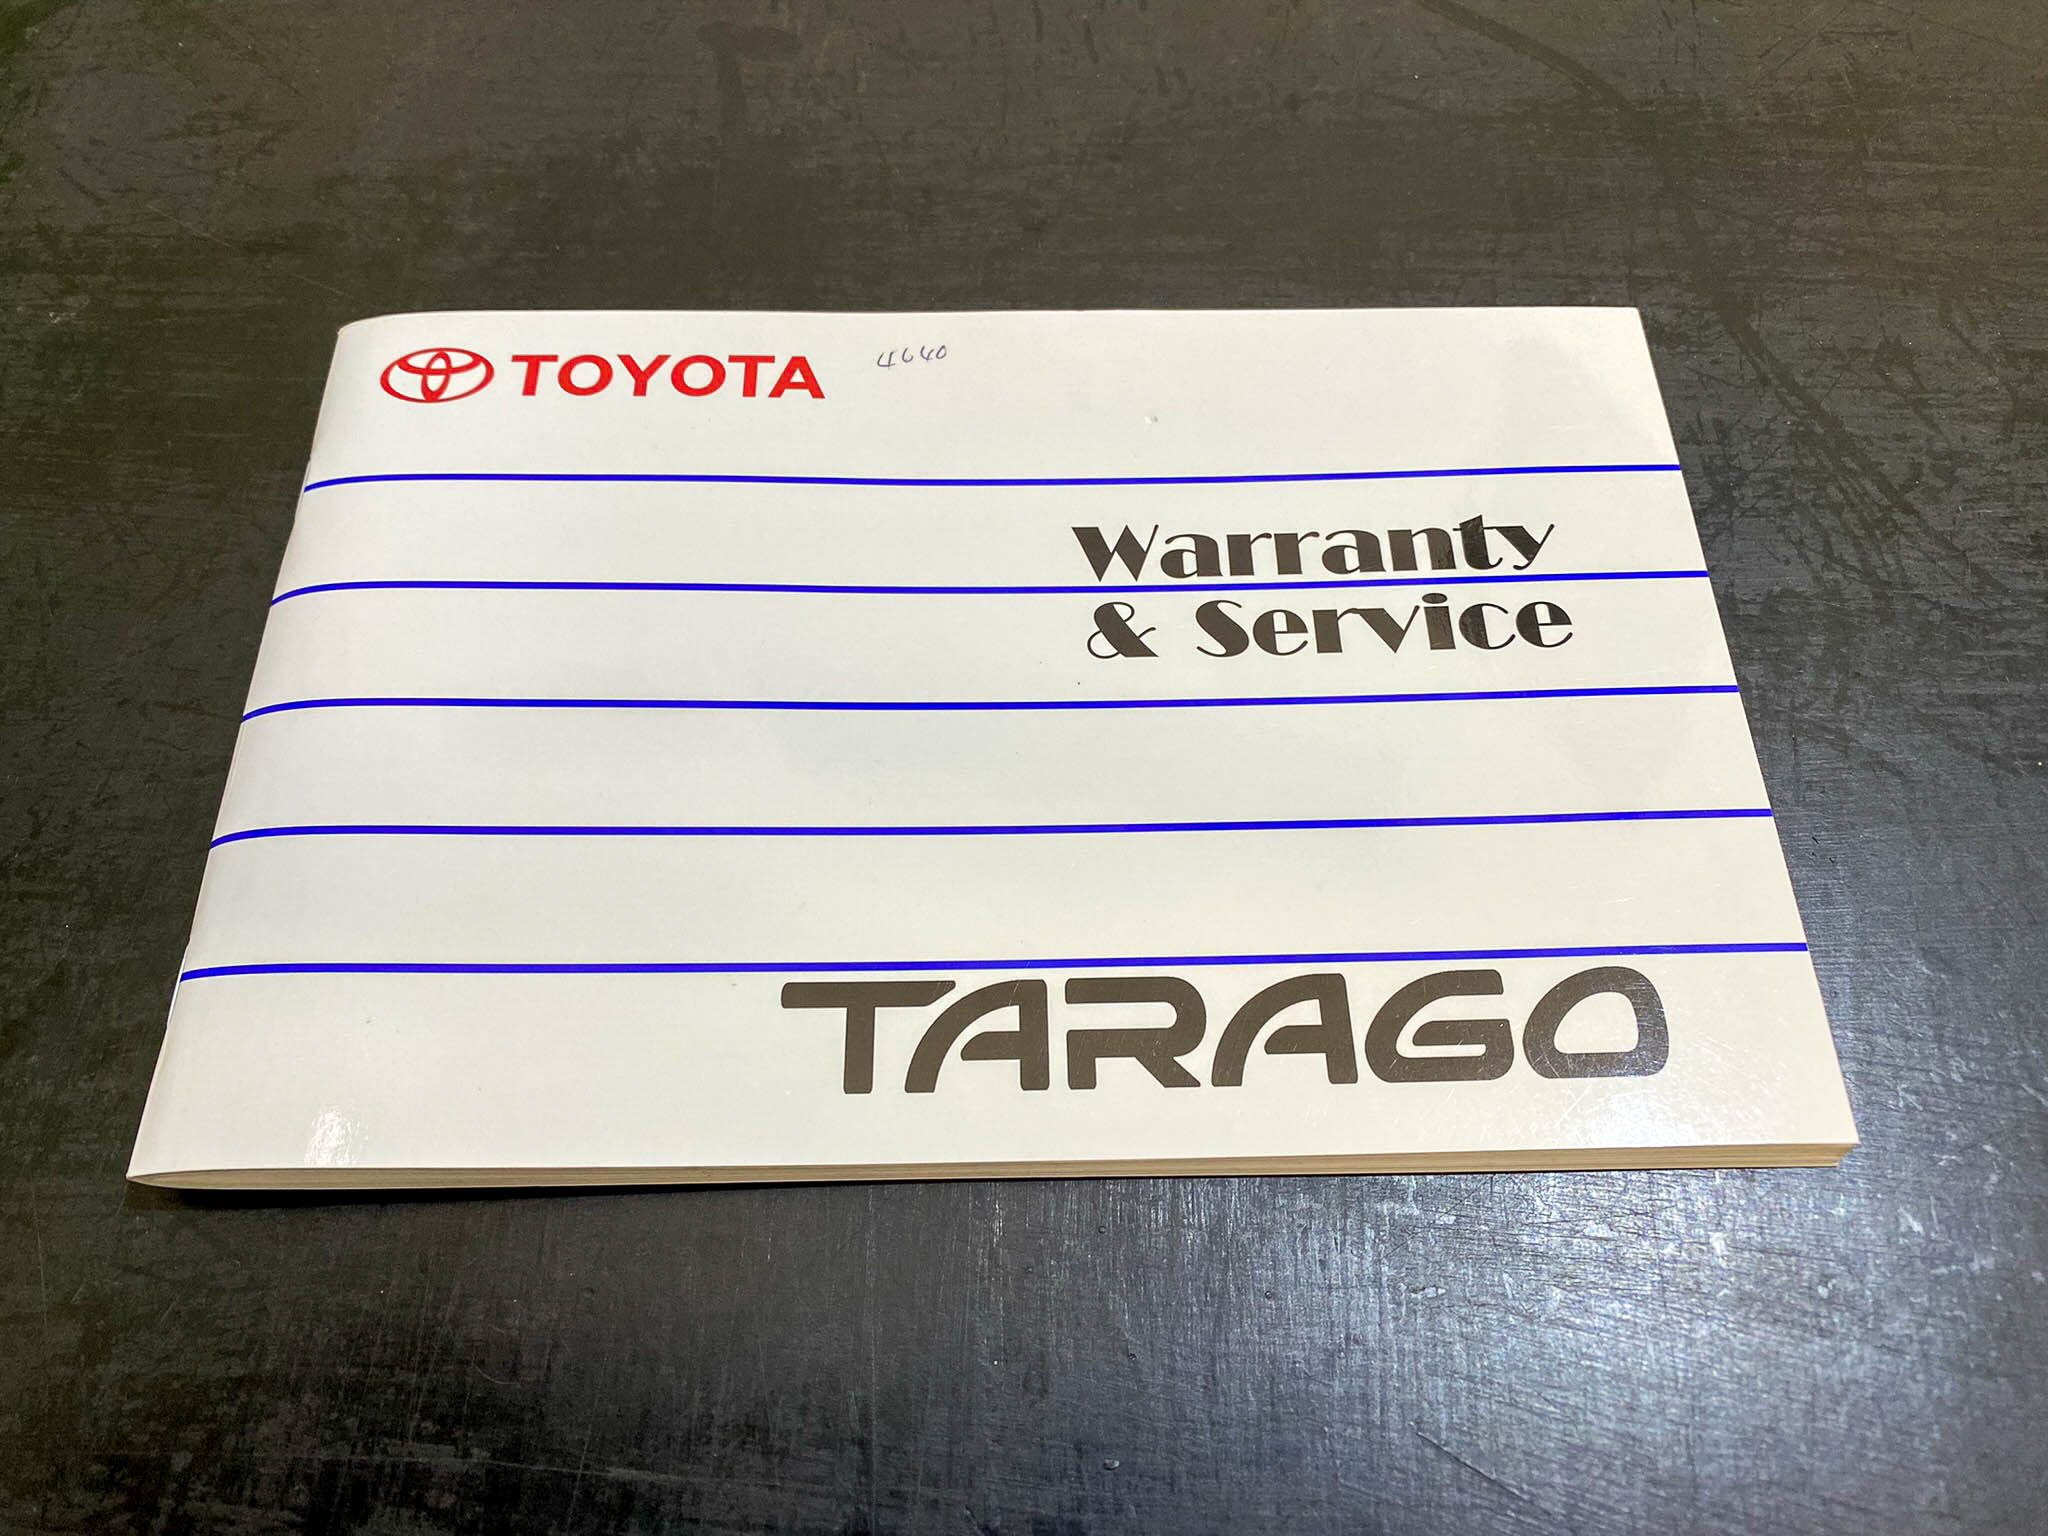 TOYOTA 4640
Warranty
& Service
TARAGO